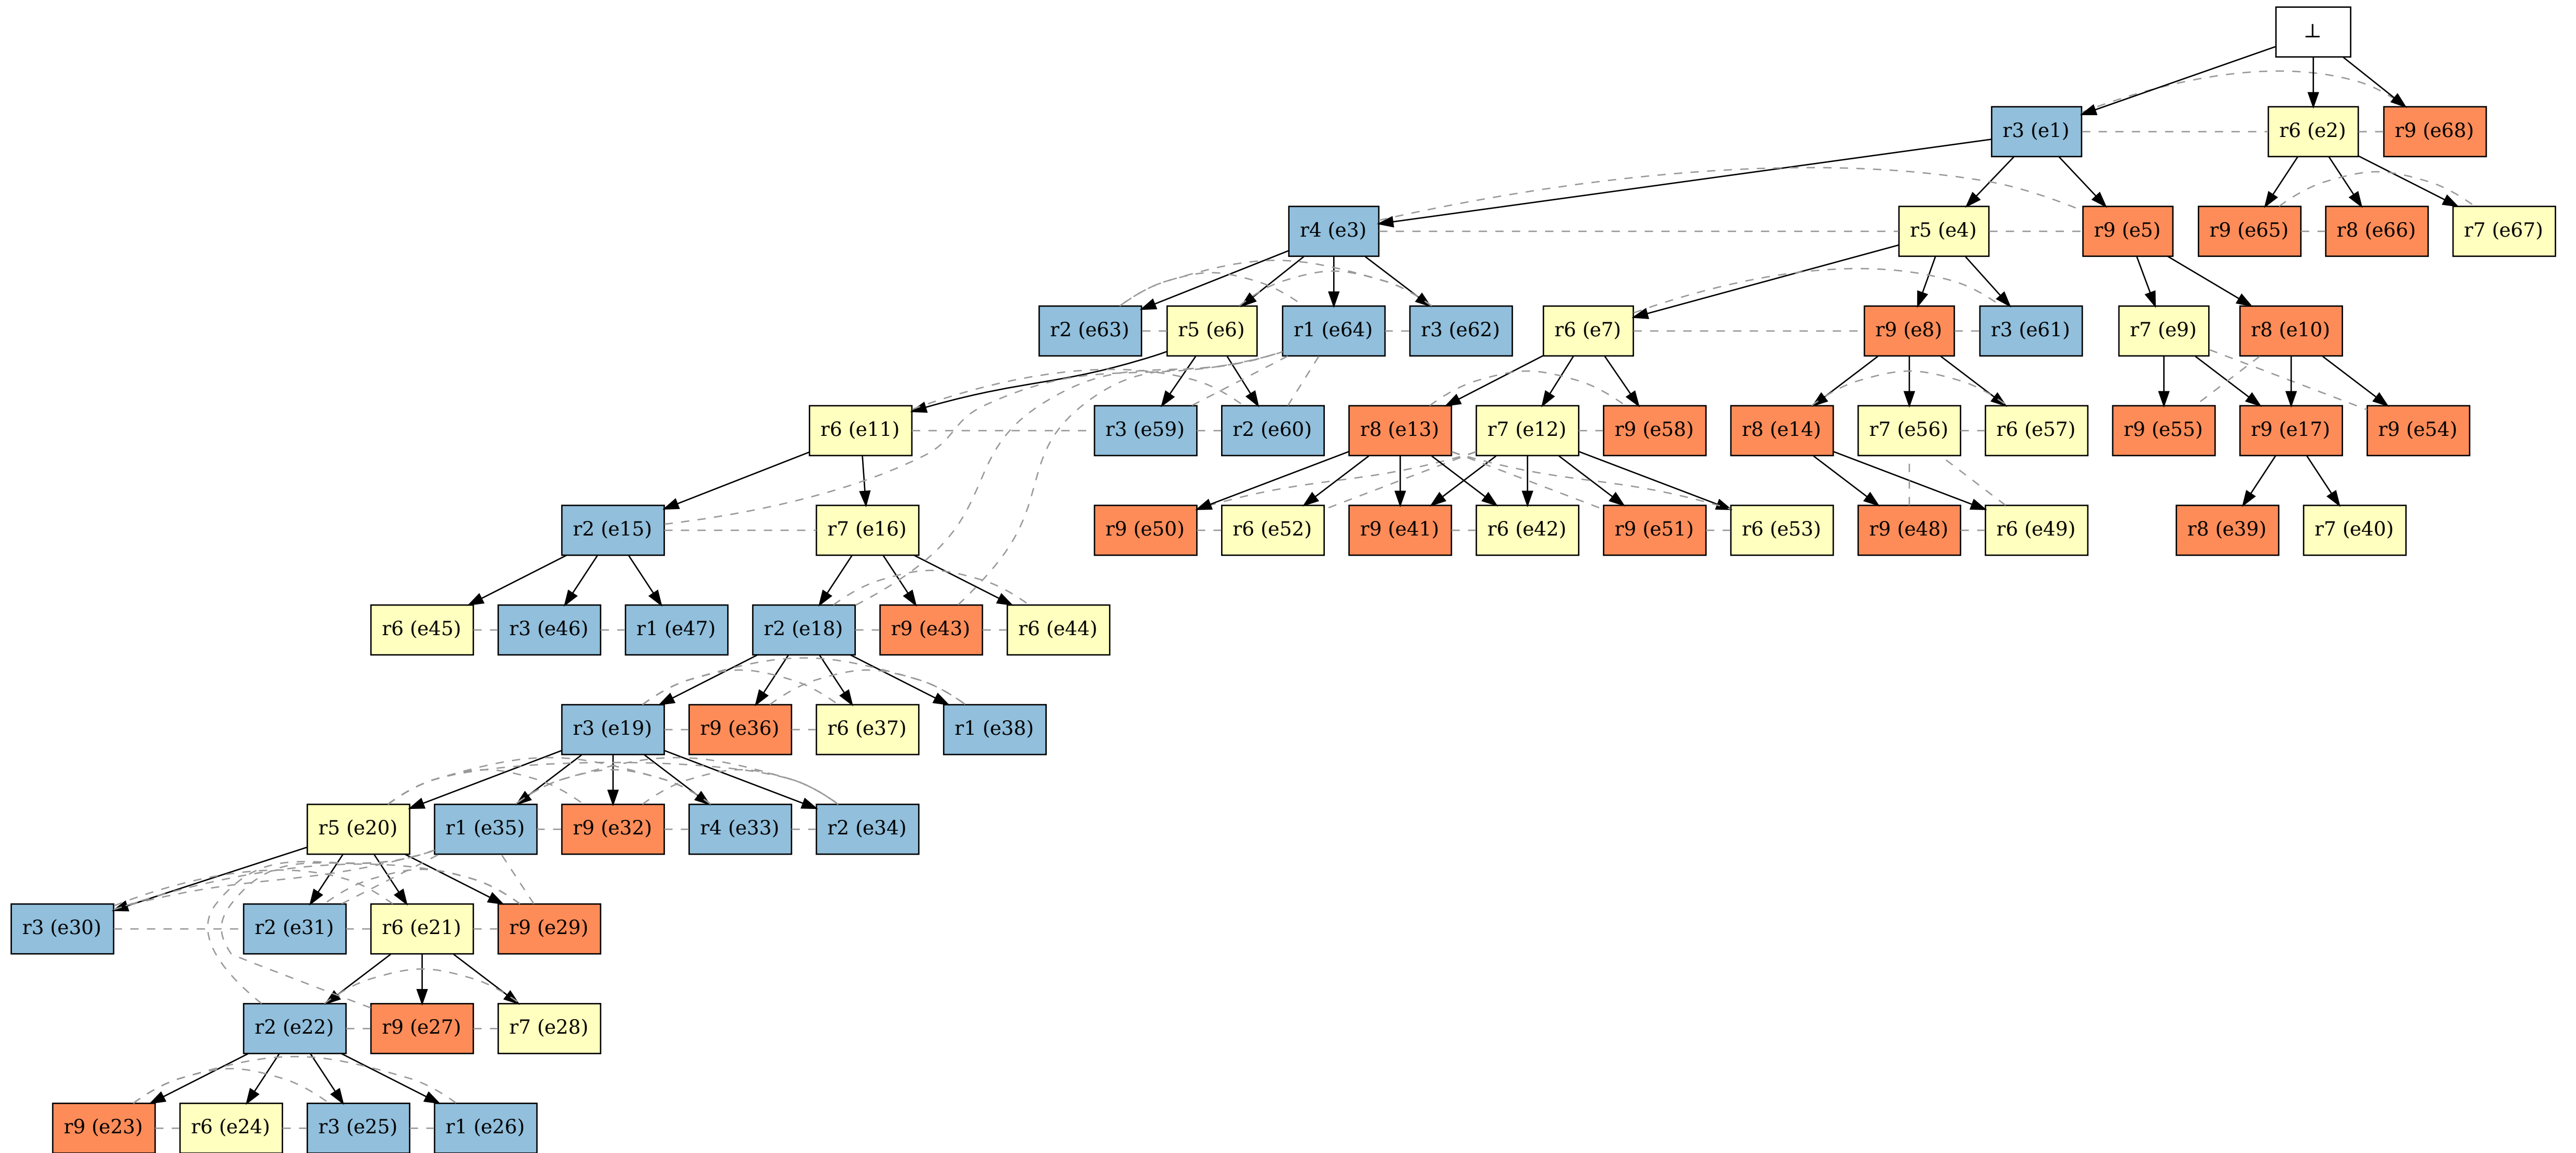 ⊥
r3 (e1)
r6 (e2)
r9 (e68)
r4 (e3)
r5 (e4)
r9 (e5)
r9 (e65)
r8 (e66)
r7 (e67)
r2 (e63)
r5 (e6)
r1 (e64)
r3 (e62)
r6 (e7)
r9 (e8)
r3 (e61)
r7 (e9)
r8 (e10)
r6 (e11)
r3 (e59)
r2 (e60)
r8 (e13)
r7 (e12)
r9 (e58)
r8 (e14)
r7 (e56)
r6 (e57)
r9 (e55)
r9 (e17)
r9 (e54)
r2 (e15)
r7 (e16)
r9 (e50)
r6 (e52)
r9 (e41)
r6 (e42)
r9 (e51)
r6 (e53)
r9 (e48)
r6 (e49)
r8 (e39)
r7 (e40)
r6 (e45)
r3 (e46)
r1 (e47)
r2 (e18)
r9 (e43)
r6 (e44)
r3 (e19)
r9 (e36)
r6 (e37)
r1 (e38)
r5 (e20)
r1 (e35)
r9 (e32)
r4 (e33)
r2 (e34)
r3 (e30)
r2 (e31)
r6 (e21)
r9 (e29)
r2 (e22)
r9 (e27)
r7 (e28)
r9 (e23)
r6 (e24)
r3 (e25)
r1 (e26)